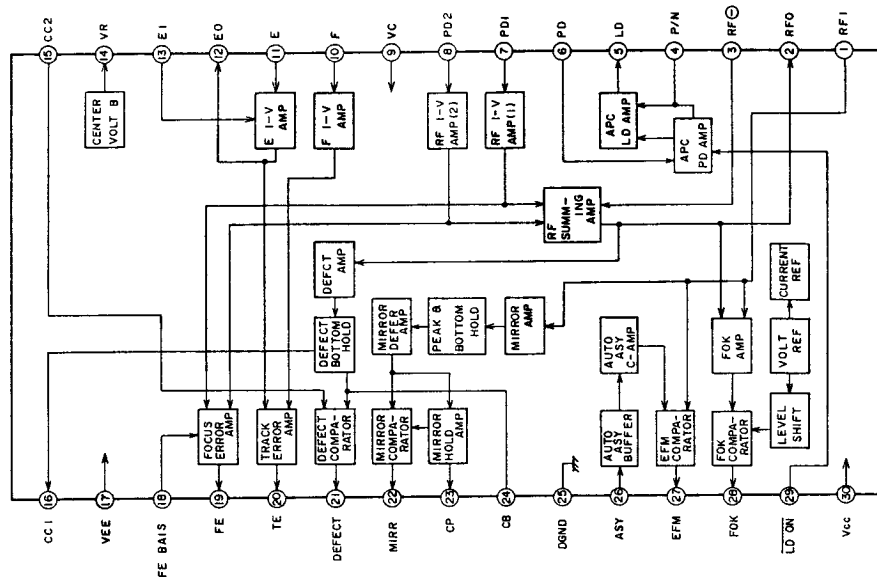 CC2
VR
E1
EO
E
F
VC
PD2
PD1
PD
LD
P/N
RF⊖
RFO
RF1
15
14
13
12
11
10
9
8
7
6
5
4
3
2
1
CENTER
VOLT B
E I-V
AMP
F I-V
AMP
RF I-V
AMP(2)
RF I-V
AMP(1)
APC
LD AMP
APC
PD AMP
RF
SUMM-
ING
AMP
DEFCT
AMP
DEFECT
BOTTOM
HOLD
MIRROR
DEFER
AMP
PEAK &
BOTTOM
HOLD
MIRROR
AMP
AUTO
ASY
C-AMP
FOK
AMP
VOLT
REF
CURRENT
REF
FOCUS
ERROR
AMP
TRACK
ERROR
AMP
DEFECT
COMPA-
RATOR
MIRROR
COMPA-
RATOR
MIRROR
HOLD
AMP
AUTO
ASY
BUFFER
EFM
COMPA-
RATOR
FOK
COMPA-
RATOR
LEVEL
SHIFT
16
17
18
19
20
21
22
23
24
25
26
27
28
29
30
CC1
VEE
FE BAIS
FE
TE
DEFECT
MIRR
CP
CB
DGND
ASY
EFM
FOK
LD ON
Vcc